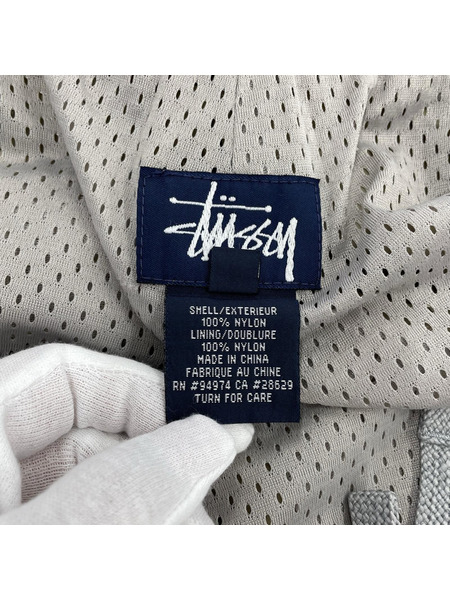 Stüssy
SHELL/EXTERIEUR
100% NYLON
LINING/DOUBLURE
100% NYLON
MADE IN CHINA
FABRIQUE AU CHINE
RN #94974 CA #28629
TURN FOR CARE